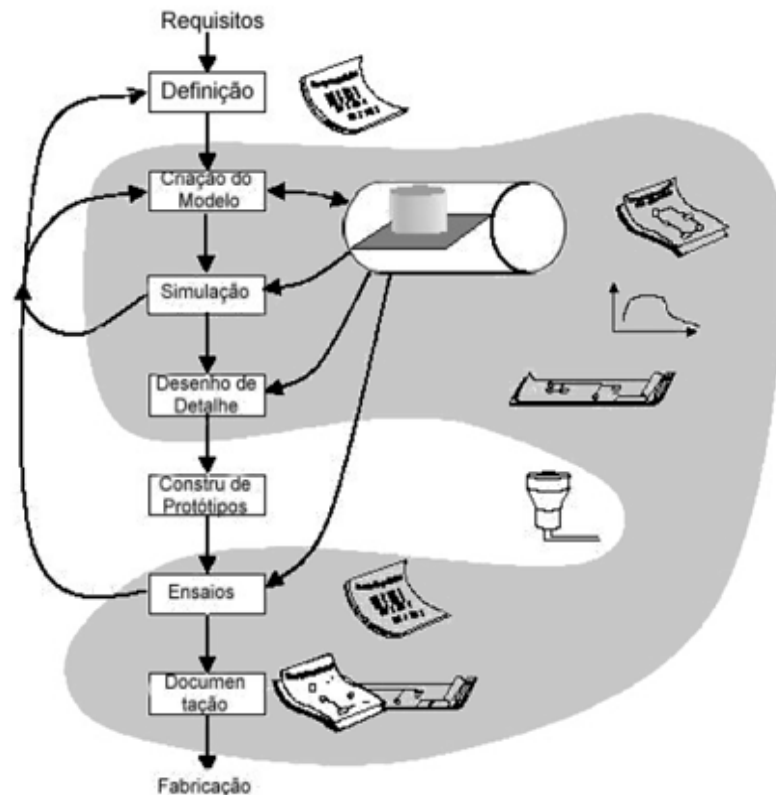 Requisitos
Definição
Criação do
Modelo
Simulação
Desenho de
Detalhe
Constru de
Protótipos
Ensaios
Documen
tação
Fabricação